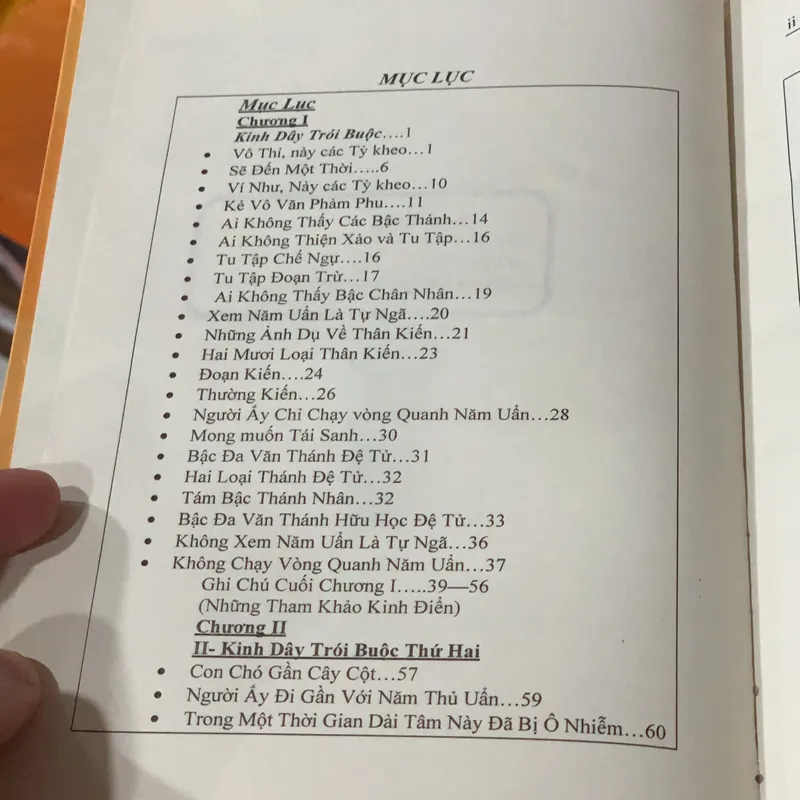 MỤC LỤC
Mục Lục
Chương I
Kinh Dây Trói Buộc....1
• Vô Thỉ, này các Tỳ kheo...1
• Sẽ Đến Một Thời.....6
• Ví Như, Này các Tỳ kheo...10
• Kẻ Vô Văn Phàm Phu....11
• Ai Không Thấy Các Bậc Thánh...14
• Ai Không Thiện Xảo và Tu Tập...16
• Tu Tập Chế Ngự....16
• Tu Tập Đoạn Trừ...17
• Ai Không Thấy Bậc Chân Nhân...19
• Xem Năm Uẩn Là Tự Ngã....20
• Những Ảnh Dụ Về Thân Kiến...21
• Hai Mươi Loại Thân Kiến...23
• Đoạn Kiến....24
• Thường Kiến...26
• Người Ấy Chỉ Chạy vòng Quanh Năm Uẩn...28
• Mong muốn Tái Sanh...30
• Bậc Đa Văn Thánh Đệ Tử...31
• Hai Loại Thánh Đệ Tử...32
• Tám Bậc Thánh Nhân...32
• Bậc Đa Văn Thánh Hữu Học Đệ Tử...33
• Không Xem Năm Uẩn Là Tự Ngã...36
• Không Chạy Vòng Quanh Năm Uẩn...37
Ghi Chú Cuối Chương I.....39—56
(Những Tham Khảo Kinh Điển)
Chương II
II- Kinh Dây Trói Buộc Thứ Hai
• Con Chó Gần Cây Cột...57
• Người Ấy Đi Gần Với Năm Thủ Uẩn...59
• Trong Một Thời Gian Dài Tâm Này Đã Bị Ô Nhiễm...60
ii